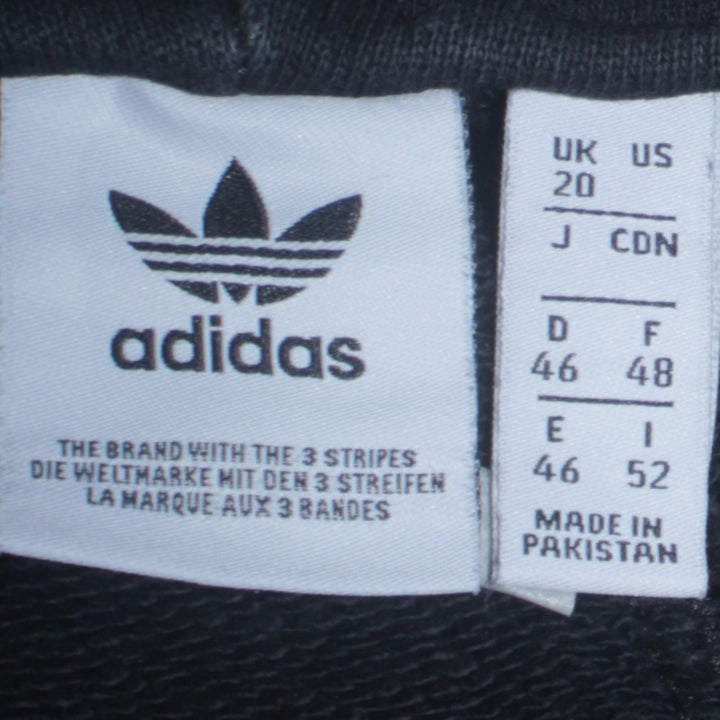 adidas
THE BRAND WITH THE 3 STRIPES
DIE WELTMARKE MIT DEN 3 STREIFEN
LA MARQUE AUX 3 BANDES
UK US
20
J CDN
D F
46 48
E I
46 52
MADE IN
PAKISTAN